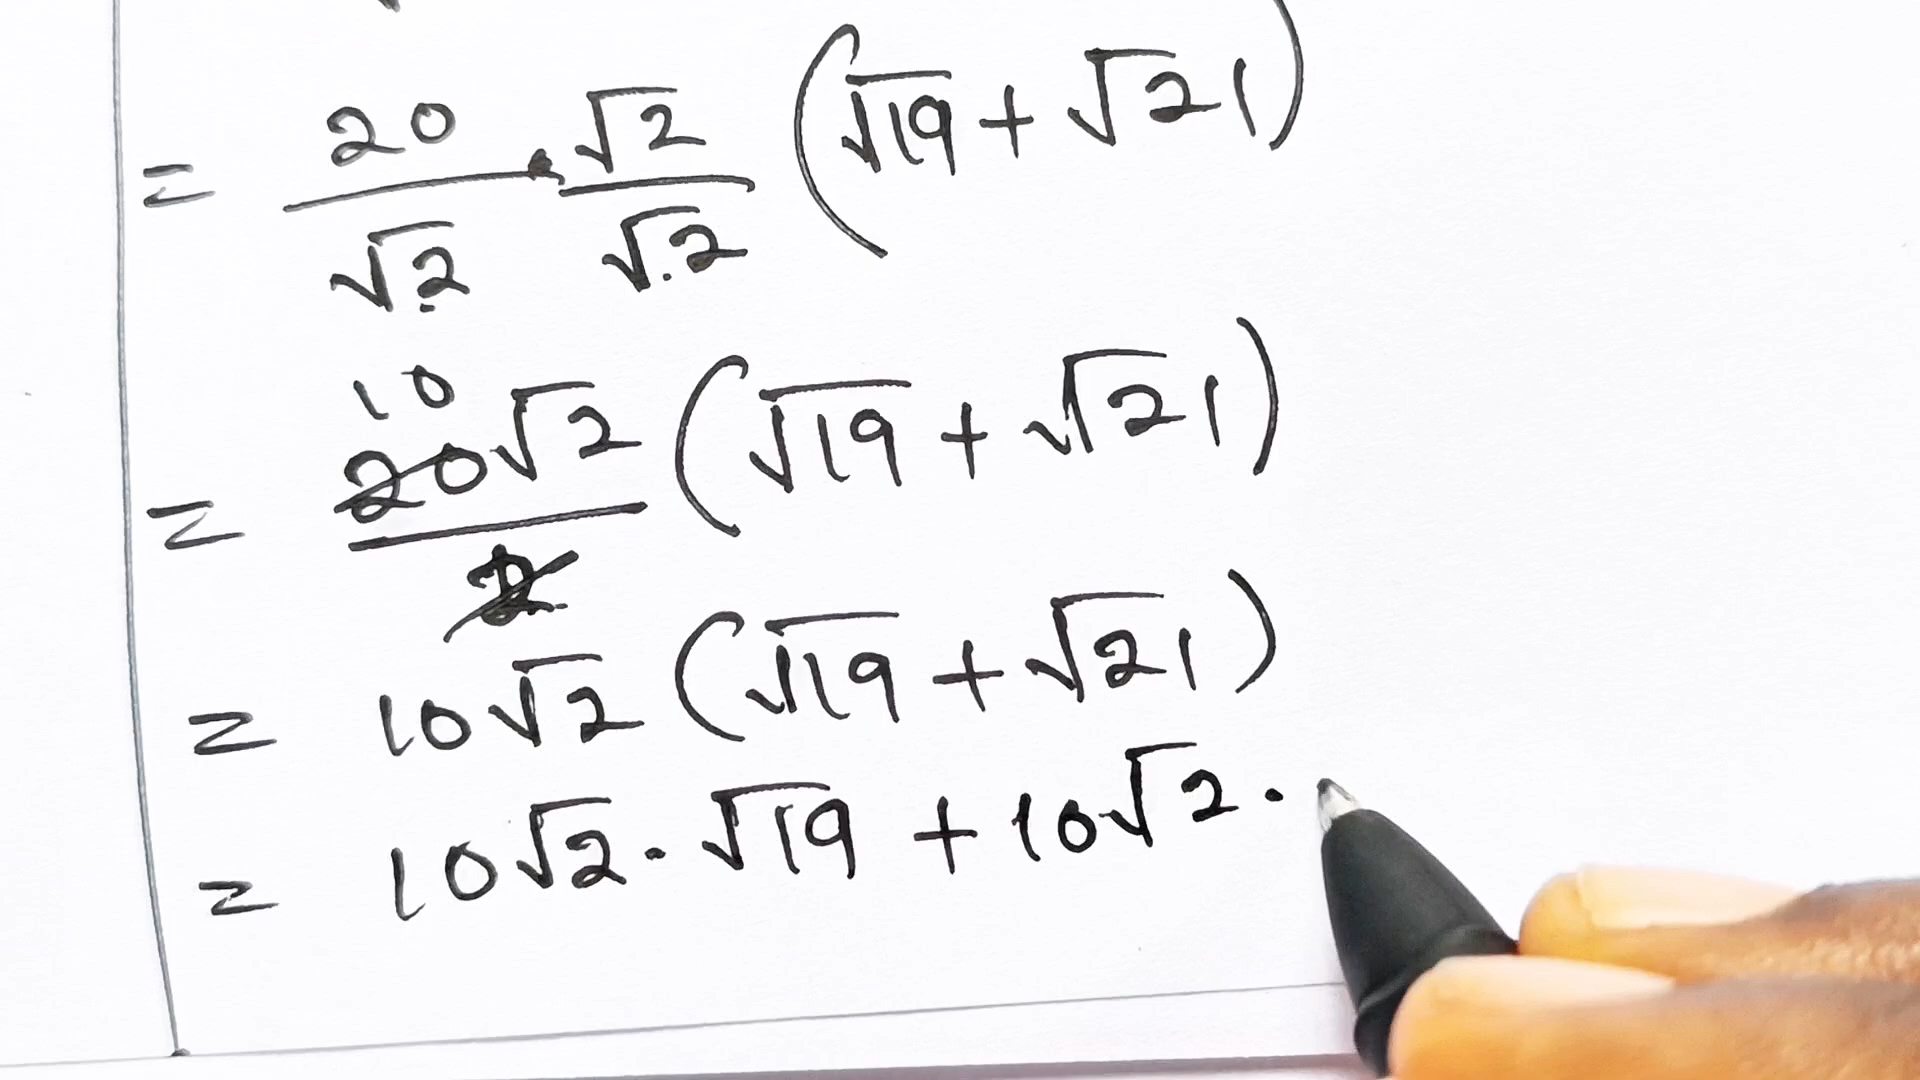 = 20/√2 · √2/√2 (√19 + √21)
10
= 20√2/2 (√19 + √21)
= 10√2 (√19 + √21)
= 10√2 · √19 + 10√2 ·